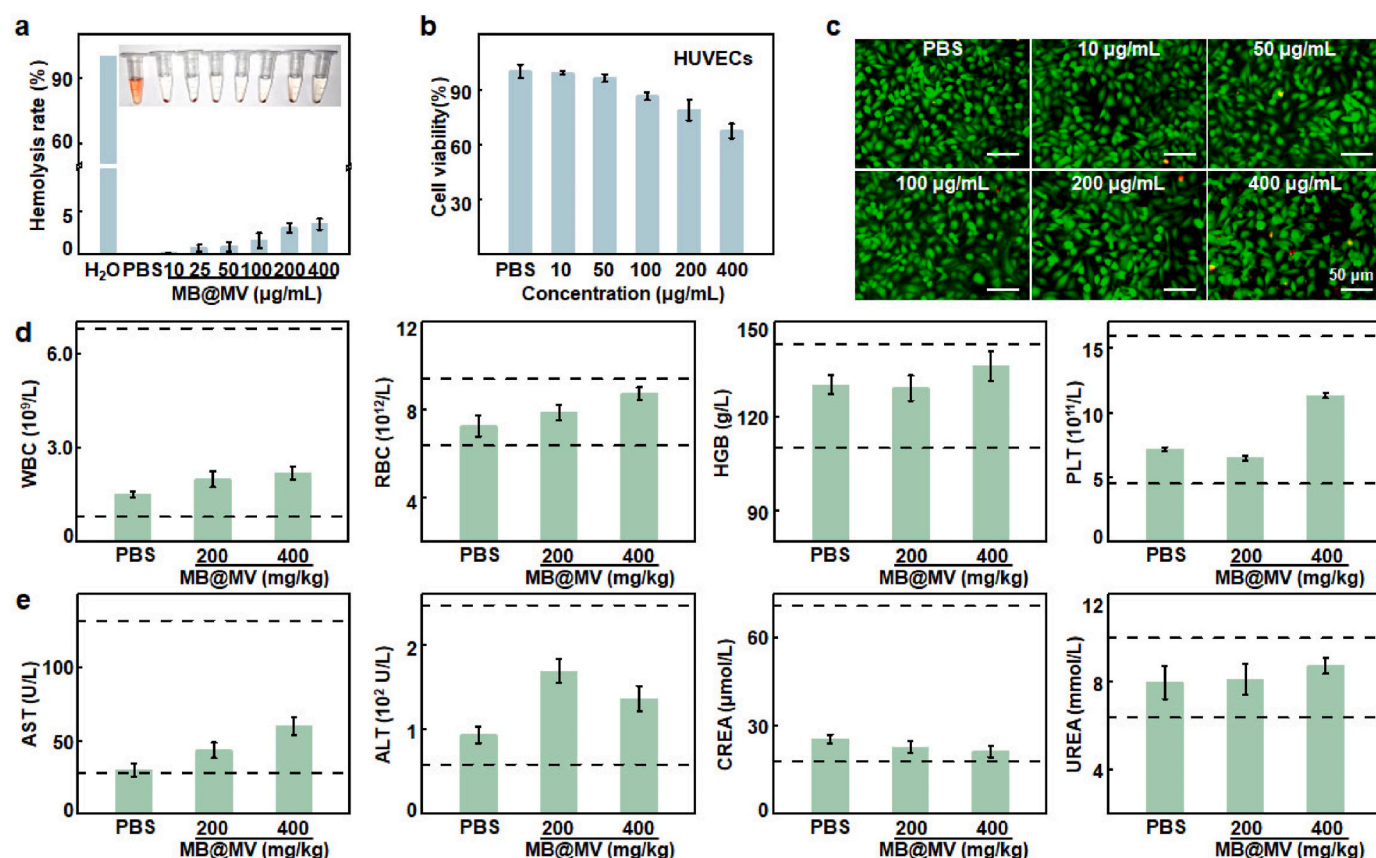 a
Hemolysis rate (%)
90
60
5
0
H₂O PBS 10 25 50 100 200 400
MB@MV (µg/mL)
b
HUVECs
Cell viability(%)
90
60
30
PBS 10 50 100 200 400
Concentration (µg/mL)
c
PBS 10 µg/mL 50 µg/mL
100 µg/mL 200 µg/mL 400 µg/mL
50 µm
d
WBC (10⁹/L)
6.0
3.0
0
PBS 200 400
MB@MV (mg/kg)
RBC (10¹²/L)
12
8
4
PBS 200 400
MB@MV (mg/kg)
HGB (g/L)
150
120
90
PBS 200 400
MB@MV (mg/kg)
PLT (10¹¹/L)
15
10
5
0
PBS 200 400
MB@MV (mg/kg)
e
AST (U/L)
100
50
0
PBS 200 400
MB@MV (mg/kg)
ALT (10² U/L)
2
1
0
PBS 200 400
MB@MV (mg/kg)
CREA (µmol/L)
60
30
0
PBS 200 400
MB@MV (mg/kg)
UREA (mmol/L)
12
8
4
PBS 200 400
MB@MV (mg/kg)